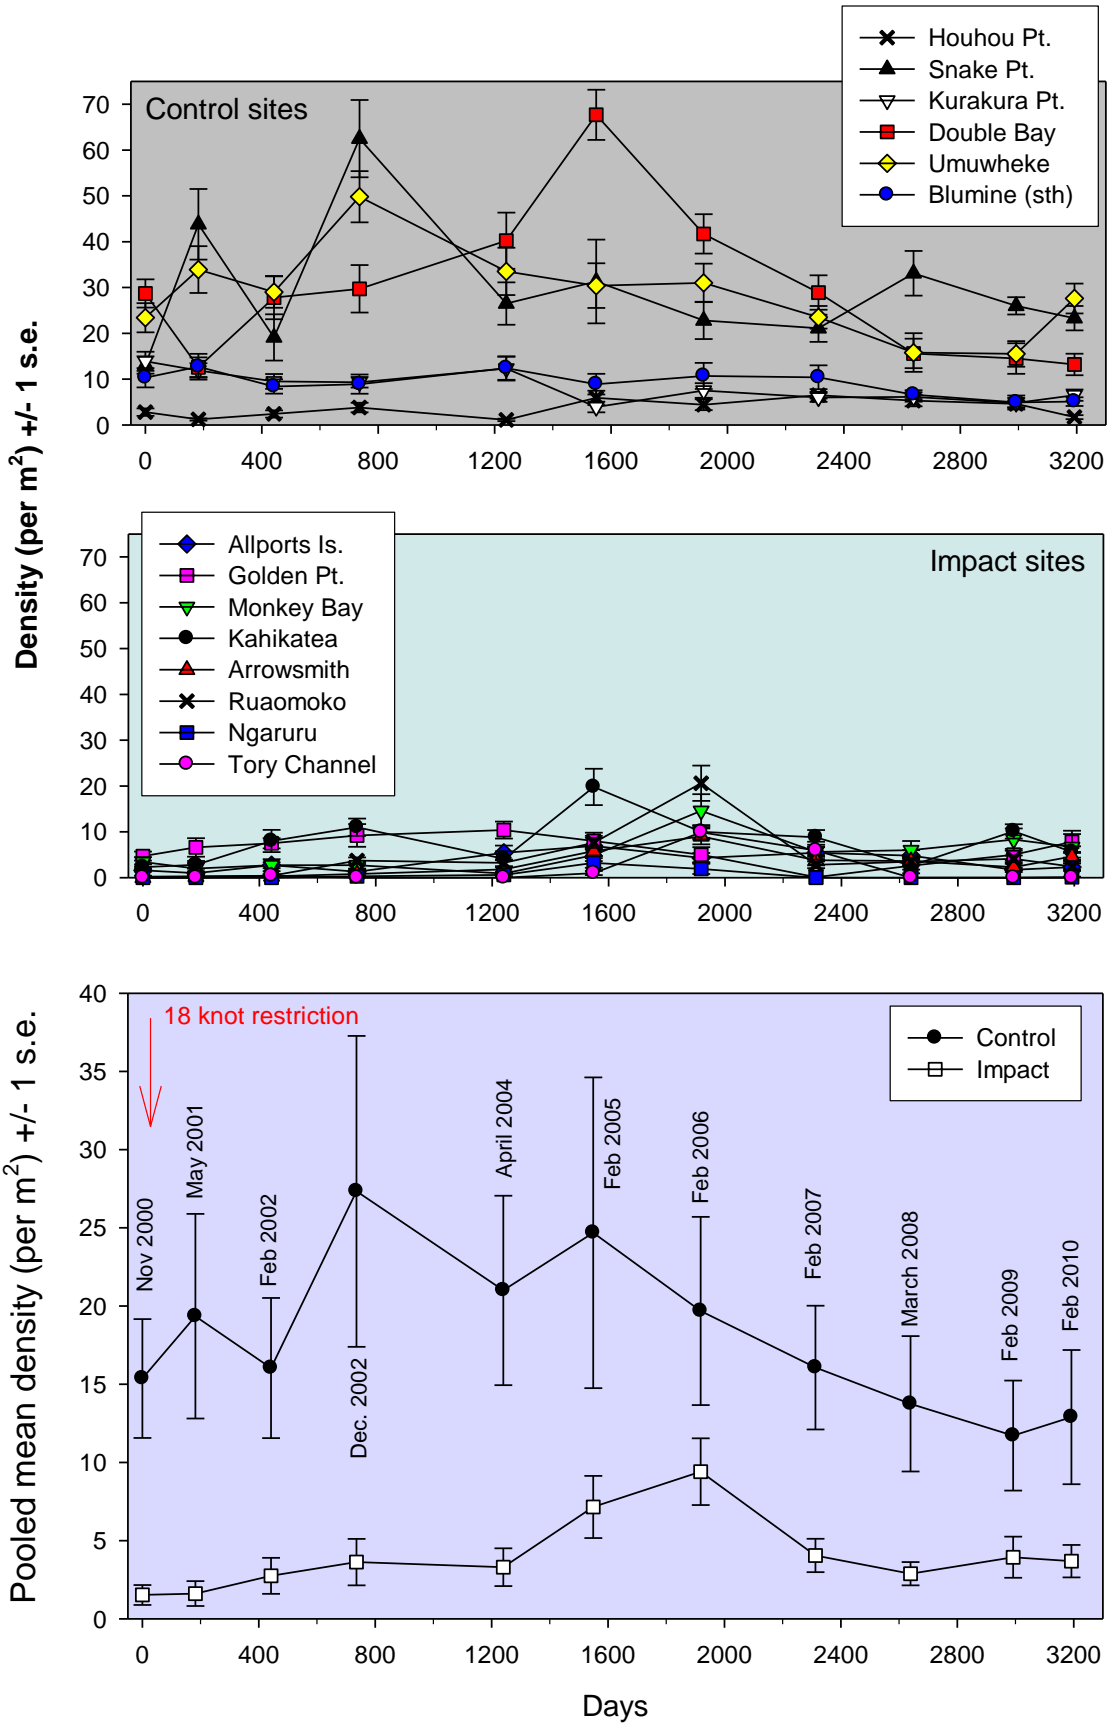 Houhou Pt.
Snake Pt.
Kurakura Pt.
Double Bay
Umuwheke
Blumine (sth)
Control sites
70
60
50
40
30
20
10
0
0 400 800 1200 1600 2000 2400 2800 3200
Density (per m²) +/- 1 s.e.
Allports Is.
Golden Pt.
Monkey Bay
Kahikatea
Arrowsmith
Ruaomoko
Ngaruru
Tory Channel
Impact sites
70
60
50
40
30
20
10
0
0 400 800 1200 1600 2000 2400 2800 3200
Pooled mean density (per m²) +/- 1 s.e.
40
35
30
25
20
15
10
5
0
18 knot restriction
Control
Impact
Nov 2000
May 2001
Feb 2002
Dec. 2002
April 2004
Feb 2005
Feb 2006
Feb 2007
March 2008
Feb 2009
Feb 2010
0 400 800 1200 1600 2000 2400 2800 3200
Days